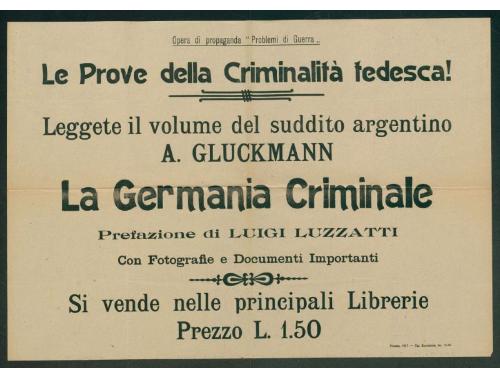 Opera di propaganda "Problemi di Guerra„
Le Prove della Criminalità tedesca!
Leggete il volume del suddito argentino
A. GLUCKMANN
La Germania Criminale
Prefazione di LUIGI LUZZATTI
Con Fotografie e Documenti Importanti
Si vende nelle principali Librerie
Prezzo L. 1.50